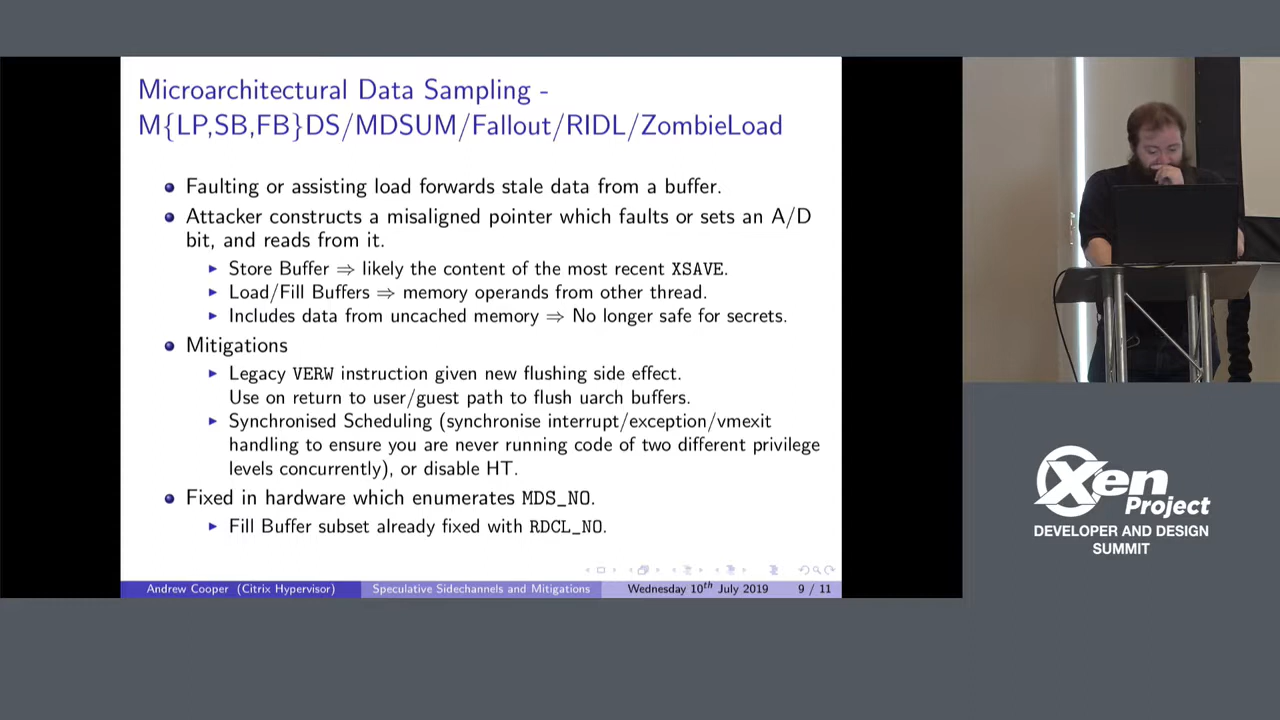 Microarchitectural Data Sampling -
M{LP,SB,FB}DS/MDSUM/Fallout/RIDL/ZombieLoad
Faulting or assisting load forwards stale data from a buffer.
Attacker constructs a misaligned pointer which faults or sets an A/D
bit, and reads from it.
Store Buffer ⇒ likely the content of the most recent XSAVE.
Load/Fill Buffers ⇒ memory operands from other thread.
Includes data from uncached memory ⇒ No longer safe for secrets.
Mitigations
Legacy VERW instruction given new flushing side effect.
Use on return to user/guest path to flush uarch buffers.
Synchronised Scheduling (synchronise interrupt/exception/vmexit
handling to ensure you are never running code of two different privilege
levels concurrently), or disable HT.
Fixed in hardware which enumerates MDS_NO.
Fill Buffer subset already fixed with RDCL_NO.
Andrew Cooper (Citrix Hypervisor) Speculative Sidechannels and Mitigations Wednesday 10th July 2019 9 / 11
Xen
Project
DEVELOPER AND DESIGN
SUMMIT